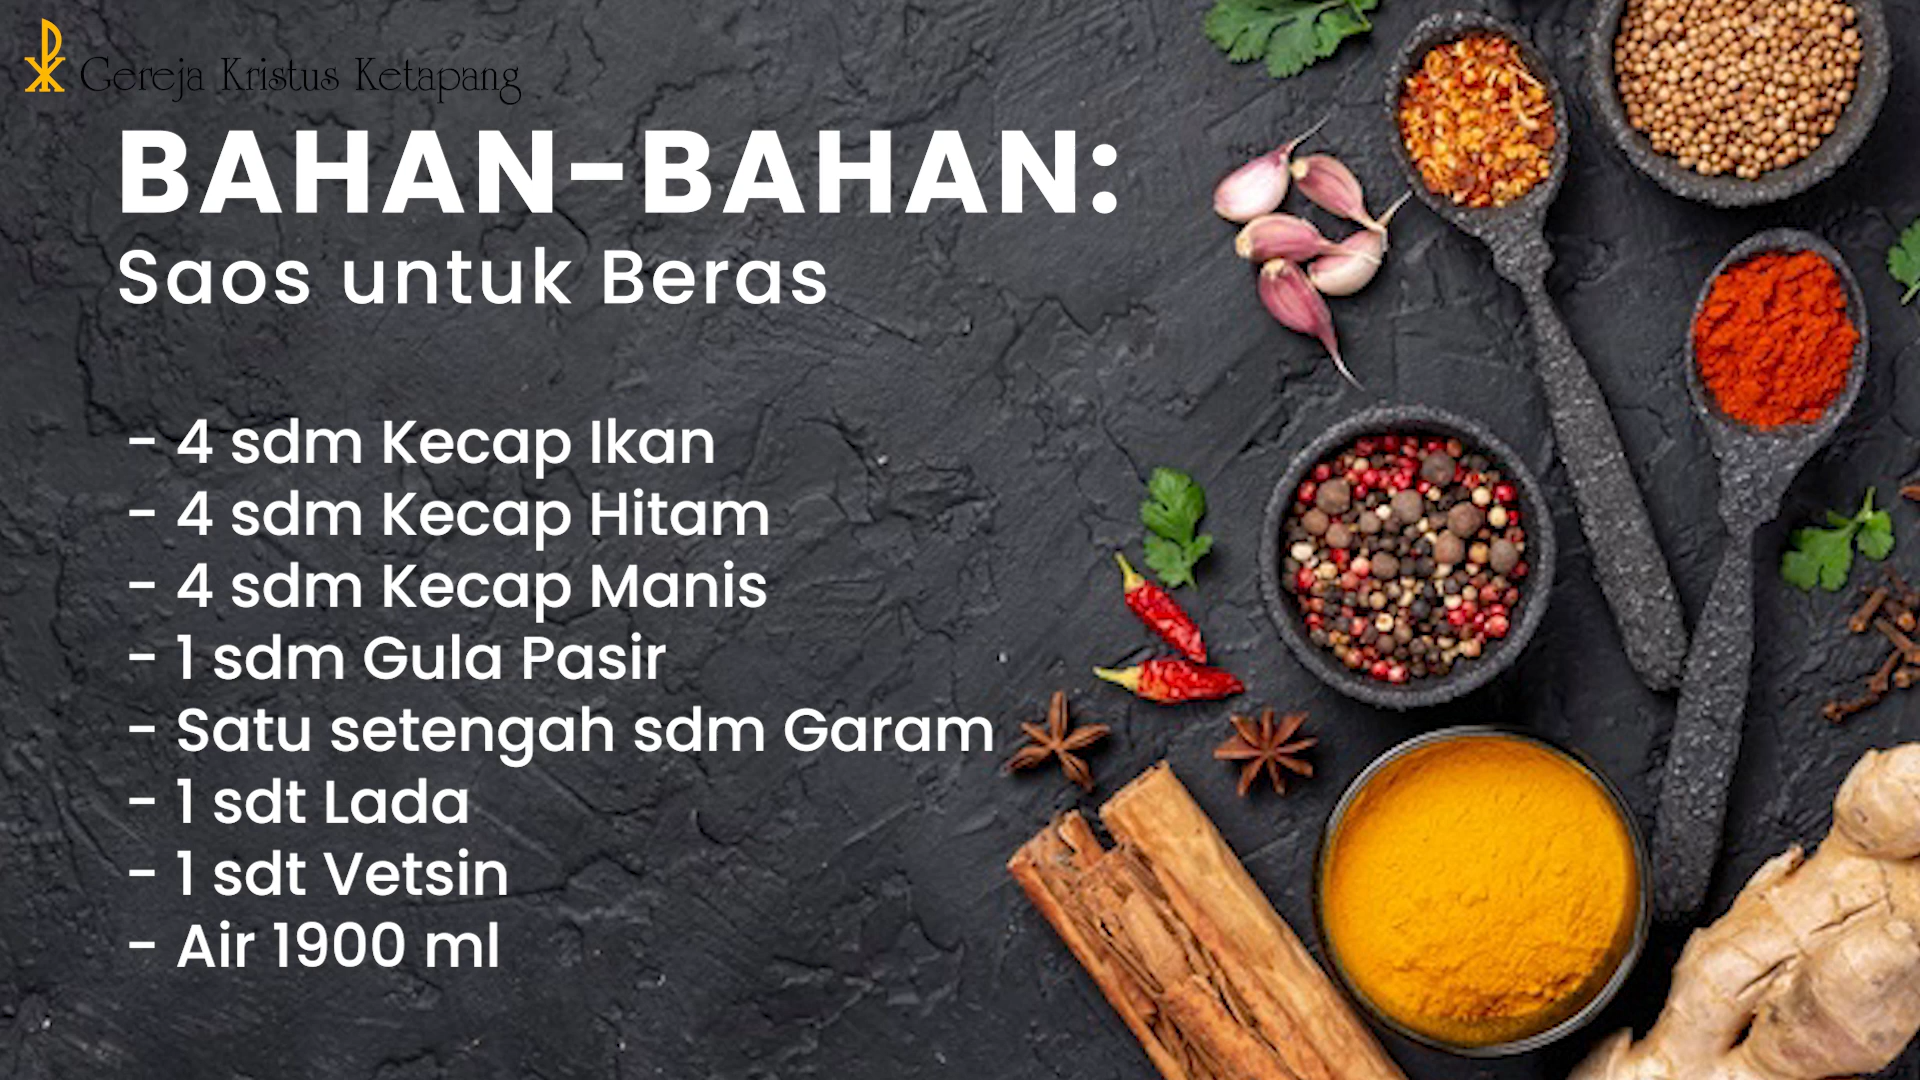 Gereja Kristus Ketapang
BAHAN-BAHAN:
Saos untuk Beras
- 4 sdm Kecap Ikan
- 4 sdm Kecap Hitam
- 4 sdm Kecap Manis
- 1 sdm Gula Pasir
- Satu setengah sdm Garam
- 1 sdt Lada
- 1 sdt Vetsin
- Air 1900 ml